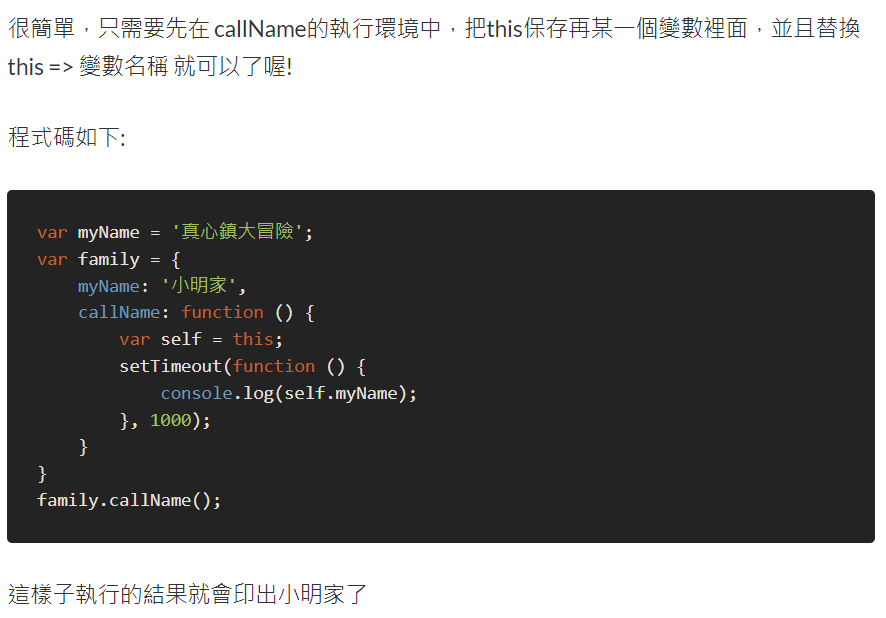 很簡單，只需要先在 callName的執行環境中，把this保存再某一個變數裡面，並且替換
this => 變數名稱 就可以了喔!
程式碼如下:
var myName = '真心鎮大冒險';
var family = {
    myName: '小明家',
    callName: function () {
        var self = this;
        setTimeout(function () {
            console.log(self.myName);
        }, 1000);
    }
}
family.callName();
這樣子執行的結果就會印出小明家了